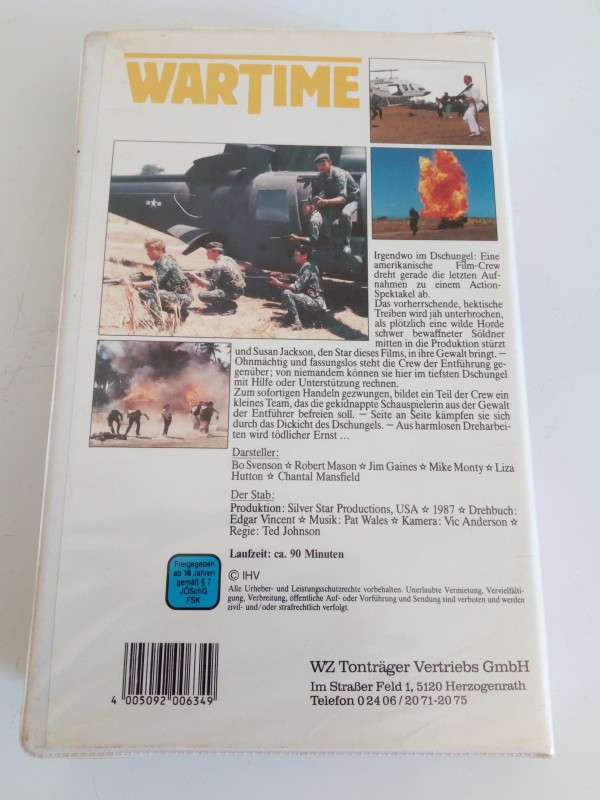 WARTIME
Irgendwo im Dschungel: Eine
amerikanische Film-Crew
dreht gerade die letzten Auf-
nahmen zu einem Action-
Spektakel ab.
Das vorherrschende, hektische
Treiben wird jäh unterbrochen,
als plötzlich eine wilde Horde
schwer bewaffneter Söldner
mitten in die Produktion stürzt
und Susan Jackson, den Star dieses Films, in ihre Gewalt bringt. —
Ohnmächtig und fassungslos steht die Crew der Entführung ge-
genüber; von niemandem können sie hier im tiefsten Dschungel
mit Hilfe oder Unterstützung rechnen.
Zum sofortigen Handeln gezwungen, bildet ein Teil der Crew ein
kleines Team, das die gekidnappte Schauspielerin aus der Gewalt
der Entführer befreien soll. — Seite an Seite kämpfen sie sich
durch das Dickicht des Dschungels. — Aus harmlosen Dreharbei-
ten wird tödlicher Ernst ...
Darsteller:
Bo Svenson ☆ Robert Mason ☆ Jim Gaines ☆ Mike Monty ☆ Liza
Hutton ☆ Chantal Mansfield
Der Stab:
Produktion: Silver Star Productions, USA ☆ 1987 ☆ Drehbuch:
Edgar Vincent ☆ Musik: Pat Wales ☆ Kamera: Vic Anderson ☆
Regie: Ted Johnson
Laufzeit: ca. 90 Minuten
Freigegeben
ab 16 Jahren
gemäß § 7
JÖSchG
FSK
© IHV
Alle Urheber- und Leistungsschutzrechte vorbehalten. Unerlaubte Vermietung, Vervielfälti-
gung, Verbreitung, öffentliche Auf- oder Vorführung und Sendung sind verboten und werden
zivil- und/oder strafrechtlich verfolgt.
4 005092 006349
WZ Tonträger Vertriebs GmbH
Im Straßer Feld 1, 5120 Herzogenrath
Telefon 0 24 06 / 20 71-20 75